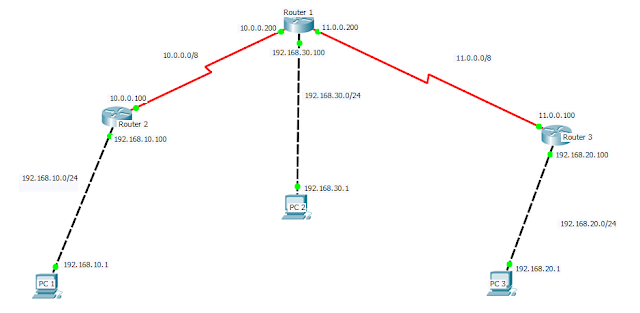 Router 1
10.0.0.200
11.0.0.200
192.168.30.100
10.0.0.0/8
11.0.0.0/8
192.168.30.0/24
10.0.0.100
Router 2
192.168.10.100
11.0.0.100
Router 3
192.168.20.100
192.168.10.0/24
192.168.30.1
PC 2
192.168.20.0/24
192.168.10.1
PC 1
192.168.20.1
PC 3